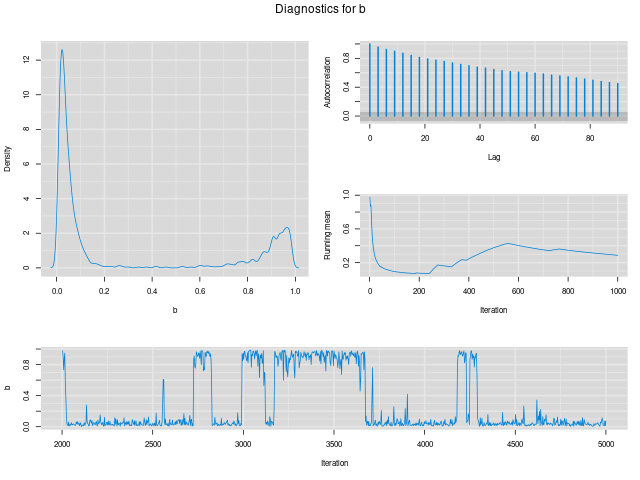 Diagnostics for b
Density
0 2 4 6 8 10 12
0.0 0.2 0.4 0.6 0.8 1.0
b
Autocorrelation
0.0 0.4 0.8
0 20 40 60 80
Lag
Running mean
0.2 0.6 1.0
0 200 400 600 800 1000
Iteration
b
0.0 0.4 0.8
2000 2500 3000 3500 4000 4500 5000
Iteration